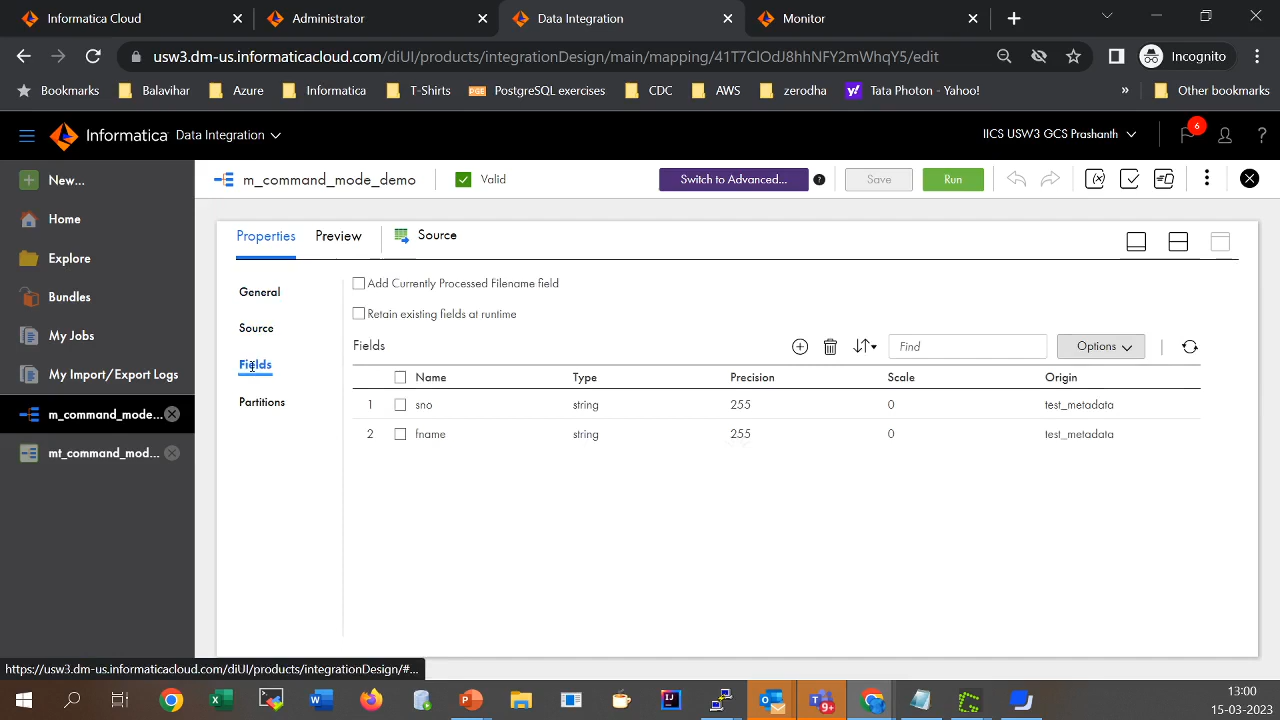 Informatica Cloud
Administrator
Data Integration
Monitor
usw3.dm-us.informaticacloud.com/diUI/products/integrationDesign/main/mapping/41T7ClOdJ8hhNFY2mWhqY5/edit
Incognito
Bookmarks
Balavihar
Azure
Informatica
T-Shirts
PGE
PostgreSQL exercises
CDC
AWS
zerodha
Tata Photon - Yahoo!
»
Other bookmarks
Informatica
Data Integration
IICS USW3 GCS Prashanth
6
?
New...
Home
Explore
Bundles
My Jobs
My Import/Export Logs
m_command_mode...
mt_command_mod...
m_command_mode_demo
Valid
Switch to Advanced...
?
Save
Run
Properties
Preview
Source
General
Source
Fields
Partitions
Add Currently Processed Filename field
Retain existing fields at runtime
Fields
Find
Options
Name Type Precision Scale Origin
1 sno string 255 0 test_metadata
2 fname string 255 0 test_metadata
https://usw3.dm-us.informaticacloud.com/diUI/products/integrationDesign/#...
9+
13:00
15-03-2023